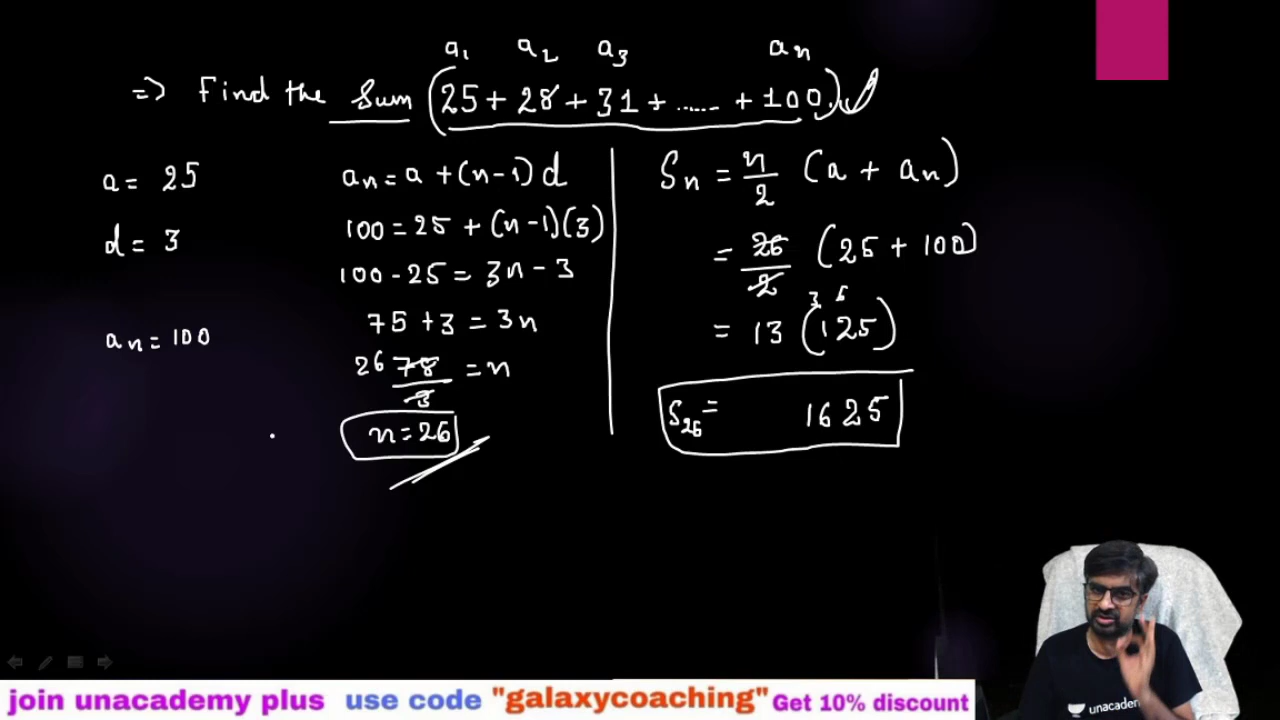 a₁ a₂ a₃ aₙ
=> Find the Sum (25 + 28 + 31 + ...... + 100)
a = 25
d = 3
aₙ = 100
aₙ = a + (n-1) d
100 = 25 + (n-1)(3)
100 - 25 = 3n - 3
75 + 3 = 3n
26 78/3 = n
n = 26
Sₙ = n/2 (a + aₙ)
= 26/2 (25 + 100)
3
= 13 (125)
S₂₆ = 1625
unacademy
join unacademy plus use code "galaxycoaching" Get 10% discount